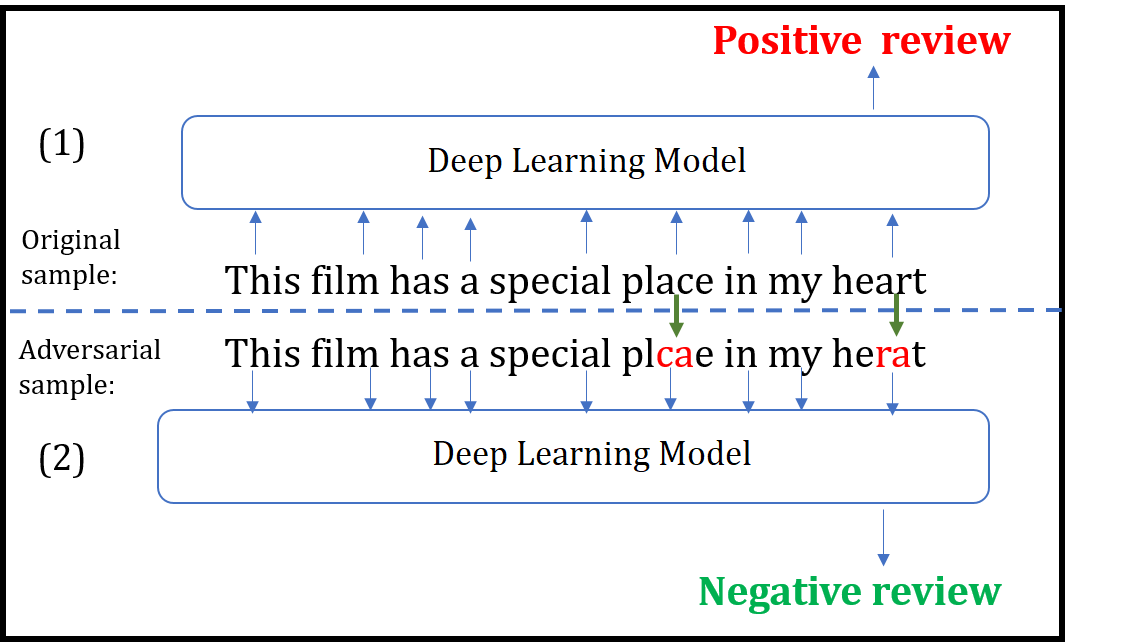 Positive review
(1)
Deep Learning Model
Original
sample:
This film has a special place in my heart
Adversarial
sample:
This film has a special plcae in my herat
(2)
Deep Learning Model
Negative review